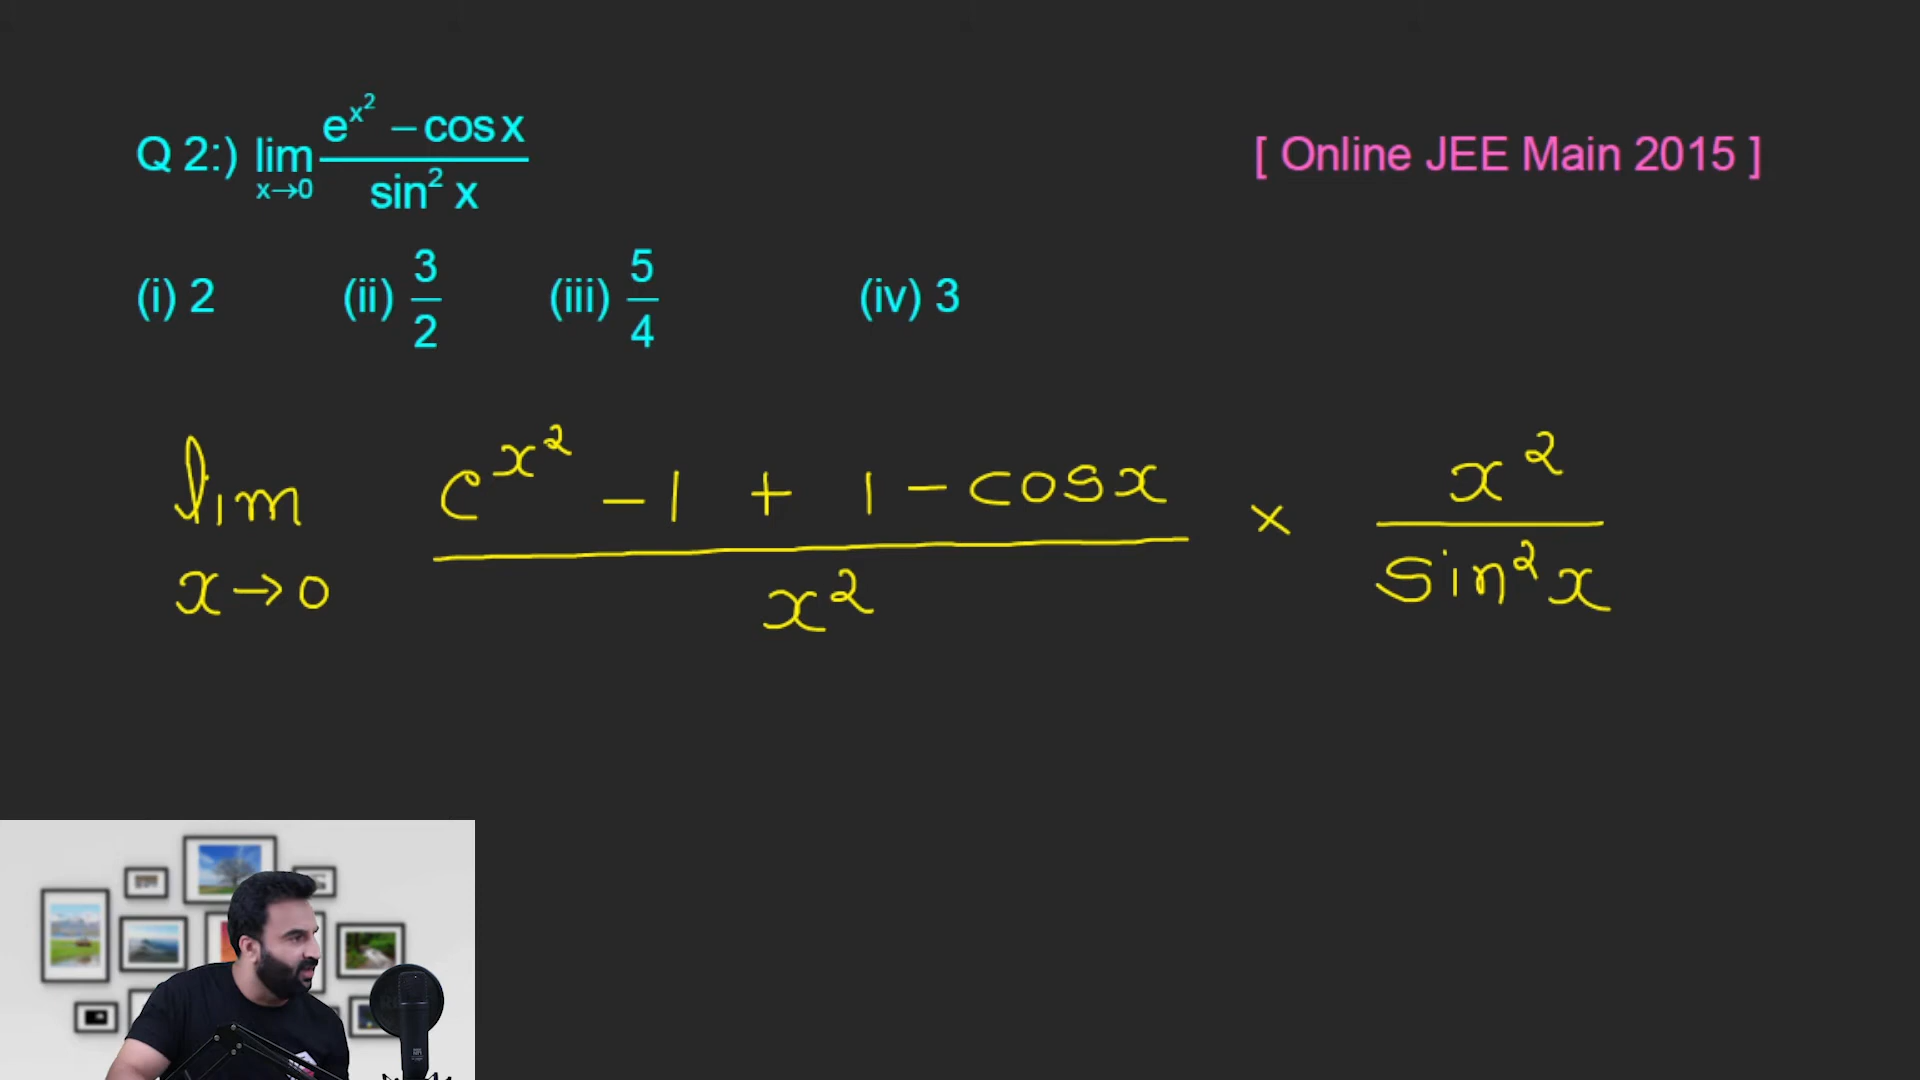 Q 2:) lim x→0 (e^x² − cos x) / (sin² x) [ Online JEE Main 2015 ]
(i) 2 (ii) 3/2 (iii) 5/4 (iv) 3
lim x→0 (e^x² − 1 + 1 − cos x) / x² × x² / sin² x